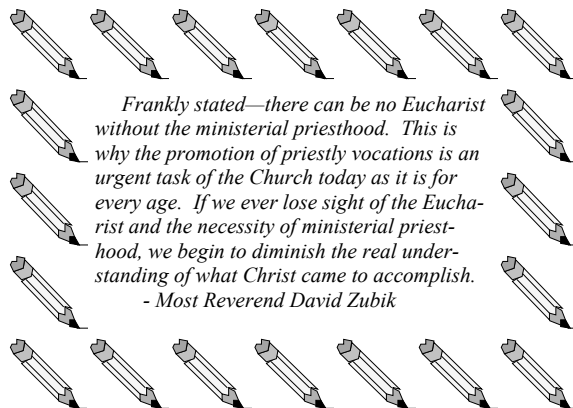 Frankly stated—there can be no Eucharist
without the ministerial priesthood.  This is
why the promotion of priestly vocations is an
urgent task of the Church today as it is for
every age.  If we ever lose sight of the Eucha-
rist and the necessity of ministerial priest-
hood, we begin to diminish the real under-
standing of what Christ came to accomplish.
- Most Reverend David Zubik